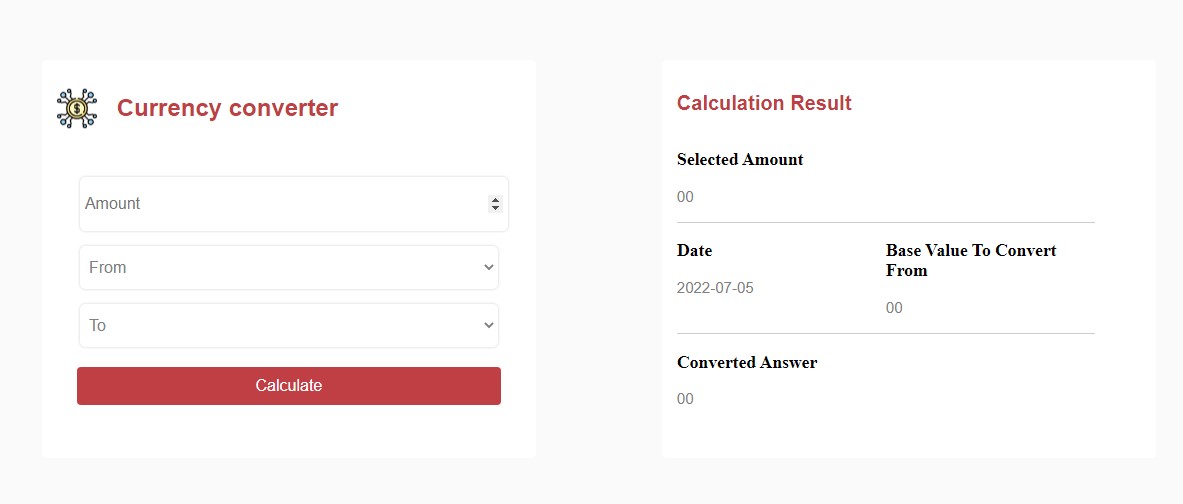 Currency converter
Amount
From
To
Calculate
Calculation Result
Selected Amount
00
Date
2022-07-05
Base Value To Convert
From
00
Converted Answer
00